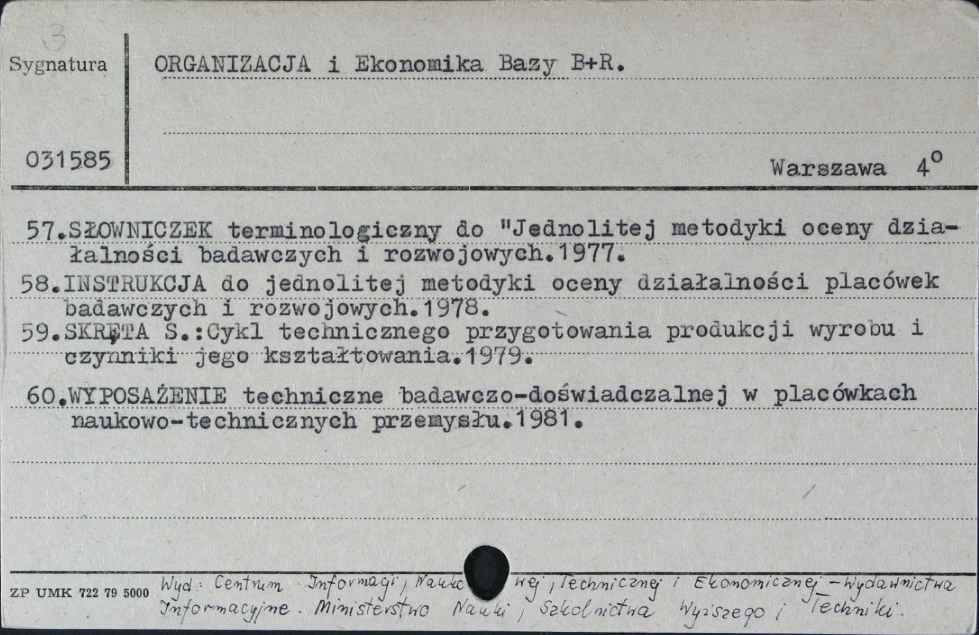 3
Sygnatura ORGANIZACJA i Ekonomika Bazy B+R.
031585 Warszawa 4°
57.SŁOWNICZEK terminologiczny do "Jednolitej metodyki oceny dzia-
łalności badawczych i rozwojowych.1977.
58.INSTRUKCJA do jednolitej metodyki oceny działalności placówek
badawczych i rozwojowych.1978.
59.SKRĘTA S.:Cykl technicznego przygotowania produkcji wyrobu i
czynniki jego kształtowania.1979.
60.WYPOSAŻENIE techniczne badawczo-doświadczalnej w placówkach
naukowo-technicznych przemysłu.1981.
ZP UMK 722 79 5000
Wyd: Centrum Informacji, Nauko wej, Technicznej i Ekonomicznej - Wydawnictwa
Informacyjne. Ministerstwo Nauki, Szkolnictwa Wyższego i Techniki.